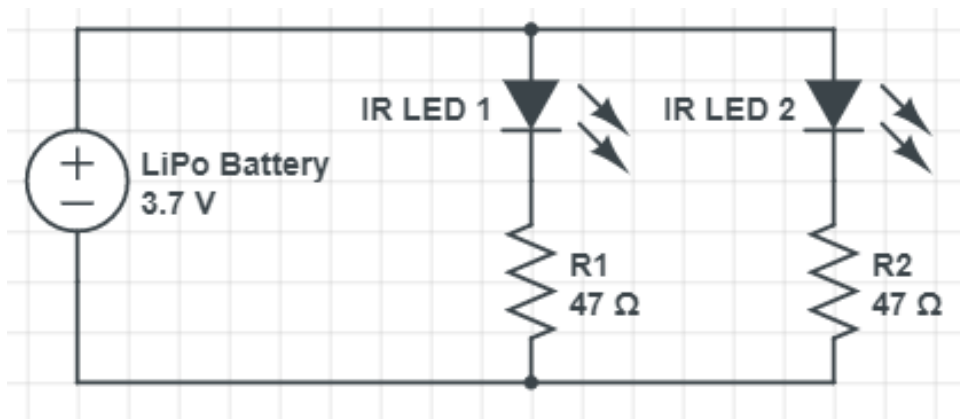 IR LED 1
IR LED 2
LiPo Battery
3.7 V
R1
47 Ω
R2
47 Ω